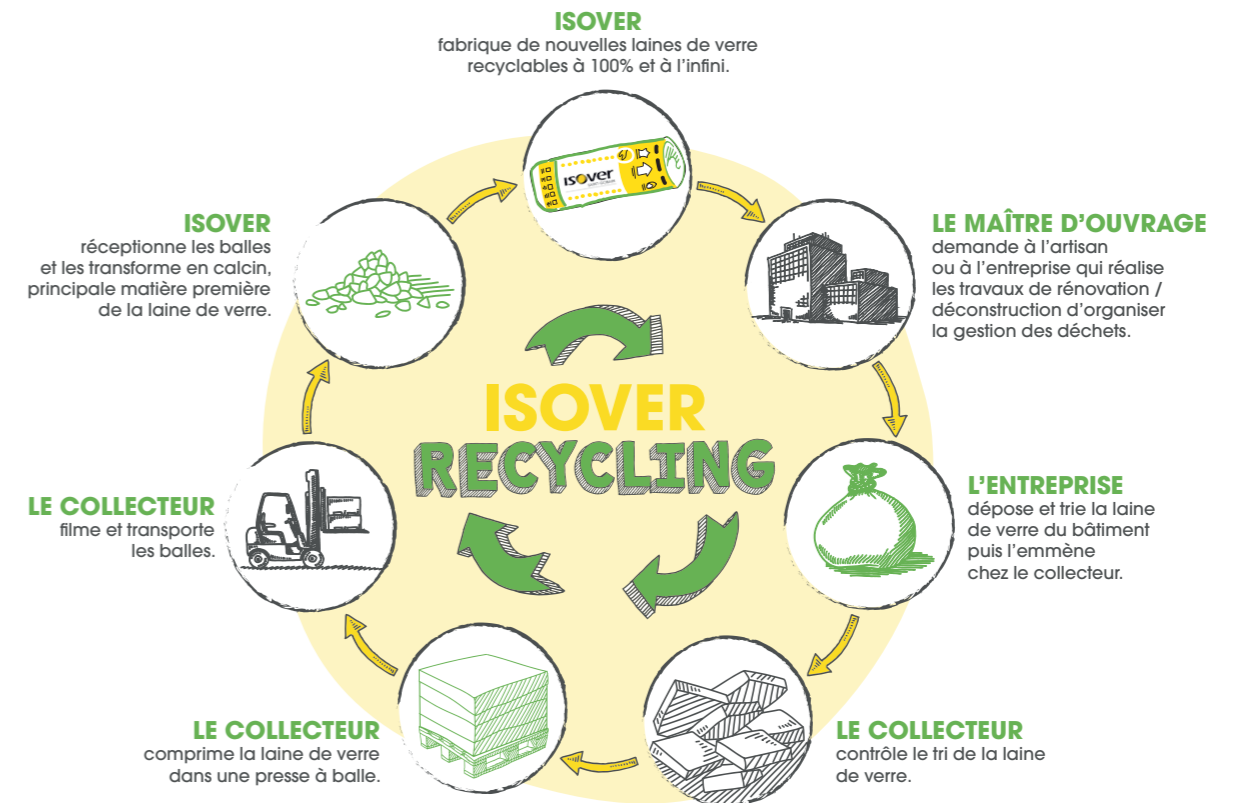 ISOVER
fabrique de nouvelles laines de verre
recyclables à 100% et à l'infini.
isover
LE MAÎTRE D'OUVRAGE
demande à l'artisan
ou à l'entreprise qui réalise
les travaux de rénovation /
déconstruction d'organiser
la gestion des déchets.
L'ENTREPRISE
dépose et trie la laine
de verre du bâtiment
puis l'emmène
chez le collecteur.
LE COLLECTEUR
contrôle le tri de la laine
de verre.
LE COLLECTEUR
comprime la laine de verre
dans une presse à balle.
LE COLLECTEUR
filme et transporte
les balles.
ISOVER
réceptionne les balles
et les transforme en calcin,
principale matière première
de la laine de verre.
ISOVER
RECYCLING